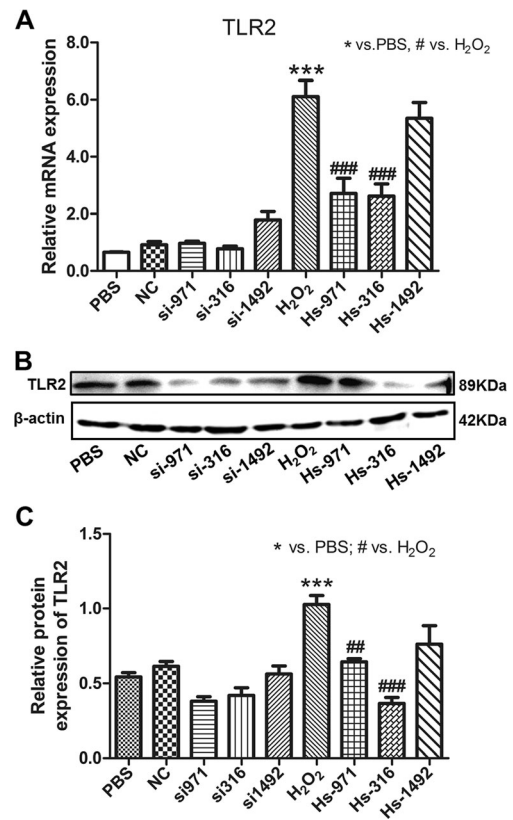 A
TLR2
* vs.PBS, # vs. H₂O₂
Relative mRNA expression
8.0
6.0
4.0
2.0
0.0
***
###
###
PBS
NC
si-971
si-316
si-1492
H₂O₂
Hs-971
Hs-316
Hs-1492
B
TLR2
89KDa
β-actin
42KDa
PBS
NC
si-971
si-316
si-1492
H₂O₂
Hs-971
Hs-316
Hs-1492
C
* vs. PBS; # vs. H₂O₂
Relative protein
expression of TLR2
1.5
1.0
0.5
0.0
***
##
###
PBS
NC
si971
si316
si1492
H₂O₂
Hs-971
Hs-316
Hs-1492